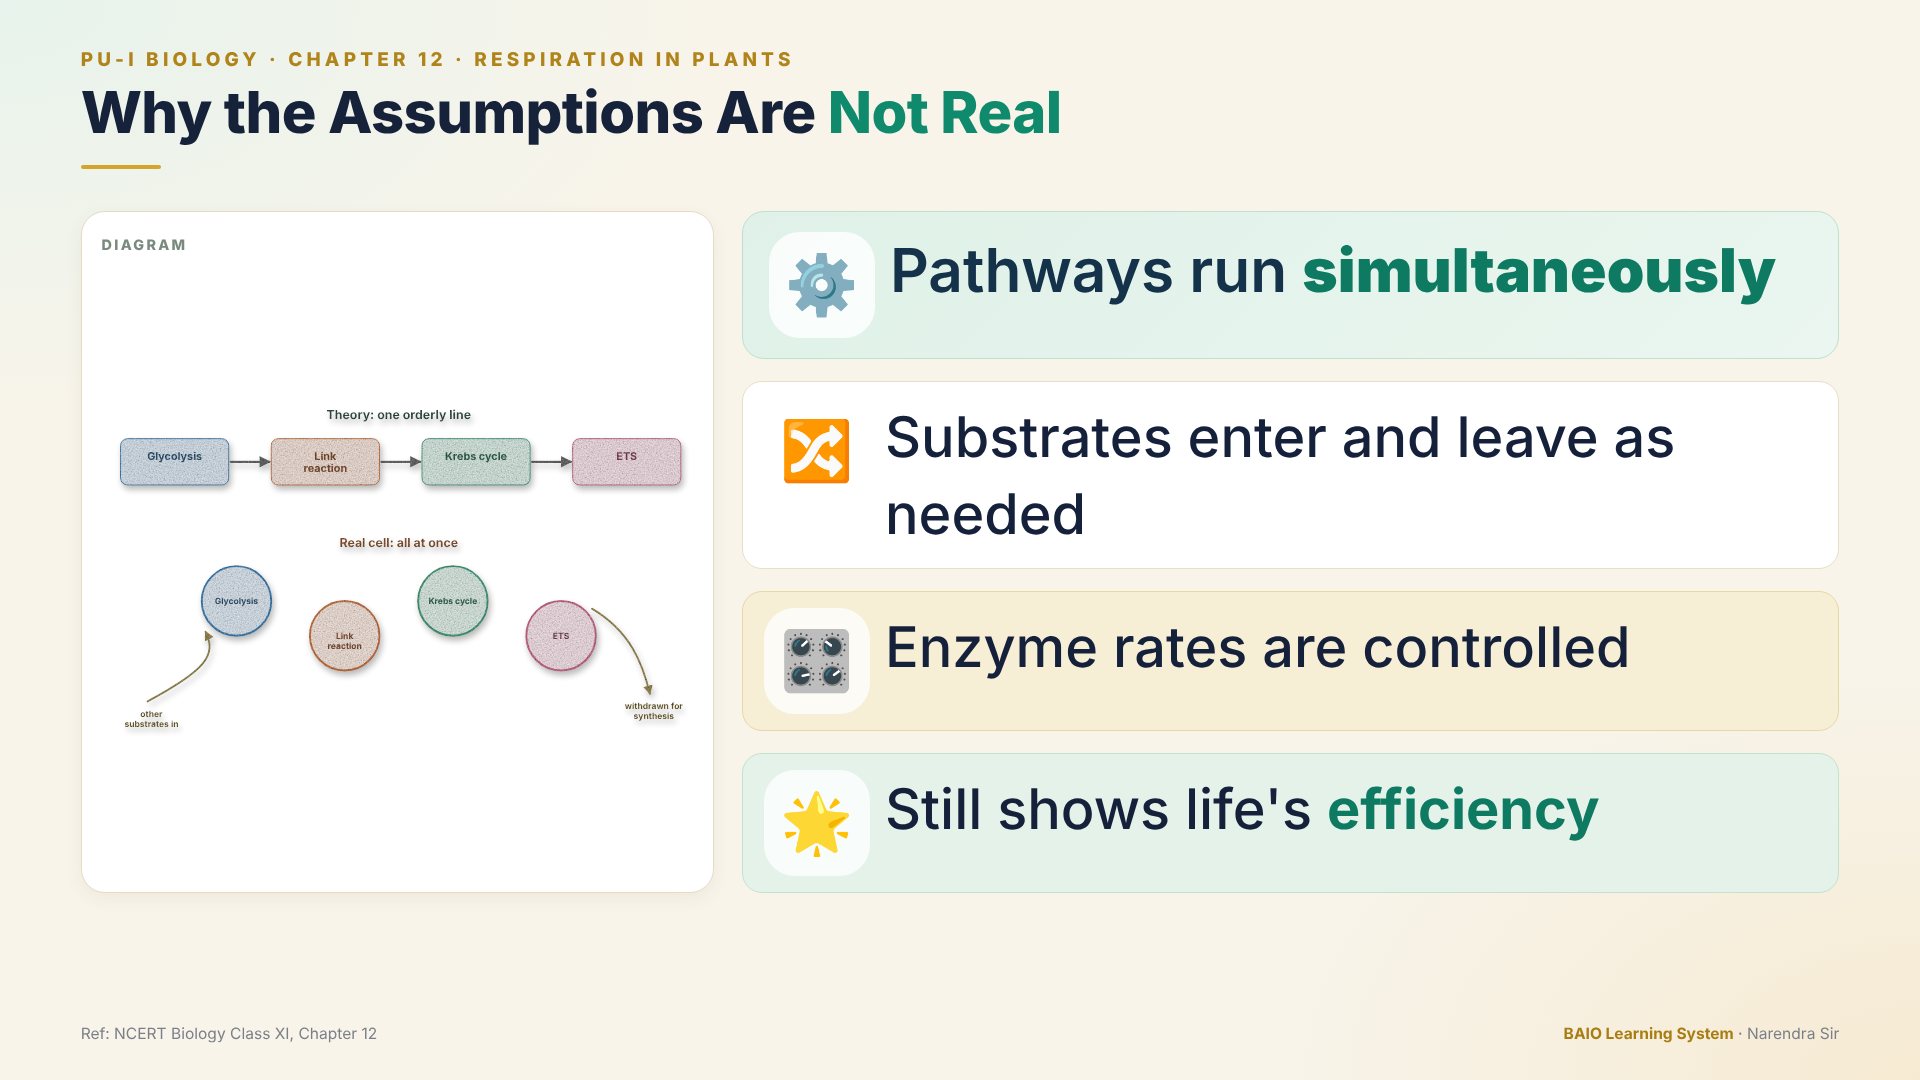 PU-I BIOLOGY · CHAPTER 12 · RESPIRATION IN PLANTS
Why the Assumptions Are Not Real
DIAGRAM
Theory: one orderly line
Glycolysis
Link
reaction
Krebs cycle
ETS
Real cell: all at once
Glycolysis
Link
reaction
Krebs cycle
ETS
other
substrates in
withdrawn for
synthesis
Pathways run simultaneously
Substrates enter and leave as
needed
Enzyme rates are controlled
Still shows life's efficiency
Ref: NCERT Biology Class XI, Chapter 12
BAIO Learning System · Narendra Sir